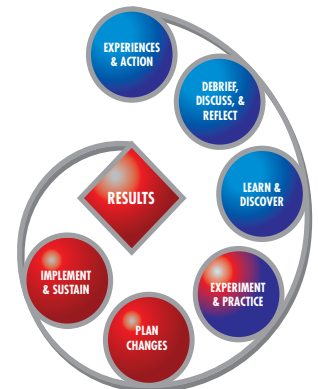 EXPERIENCES
& ACTION
DEBRIEF,
DISCUSS, &
REFLECT
LEARN &
DISCOVER
EXPERIMENT
& PRACTICE
PLAN
CHANGES
IMPLEMENT
& SUSTAIN
RESULTS